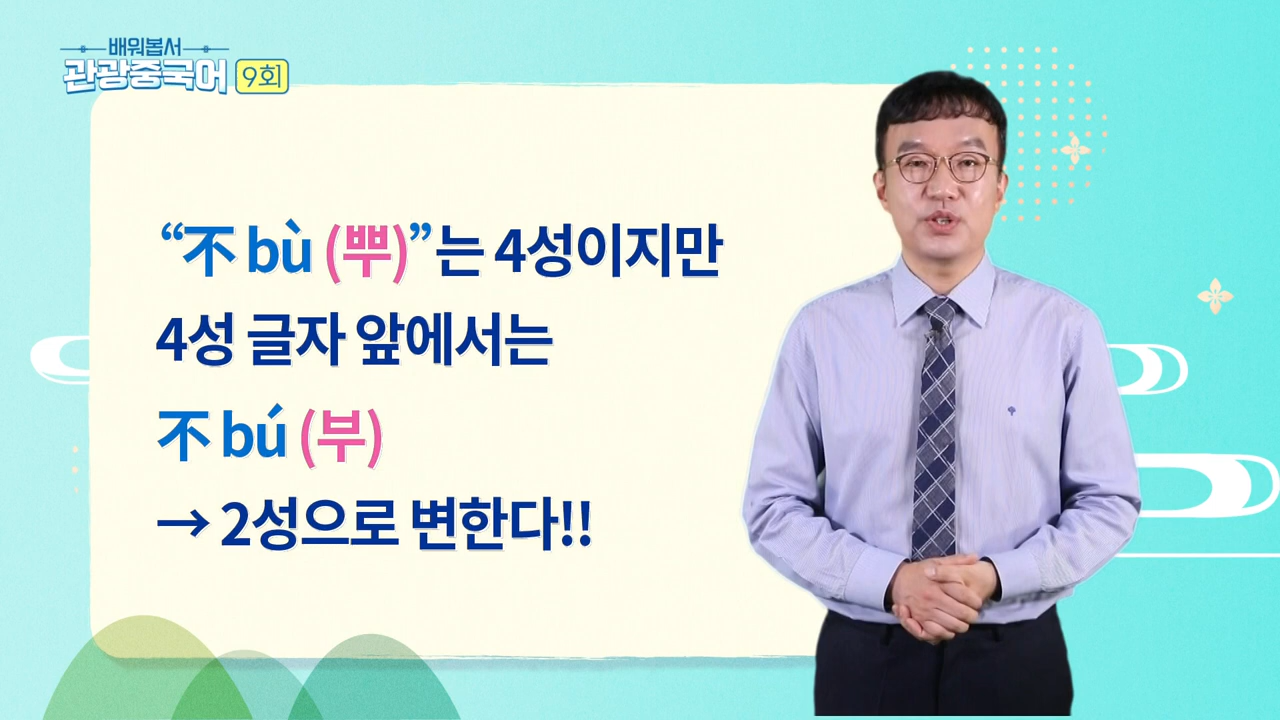 배워봅서
관광중국어 9회
“不 bù (뿌)”는 4성이지만
4성 글자 앞에서는
不 bú (부)
→ 2성으로 변한다!!